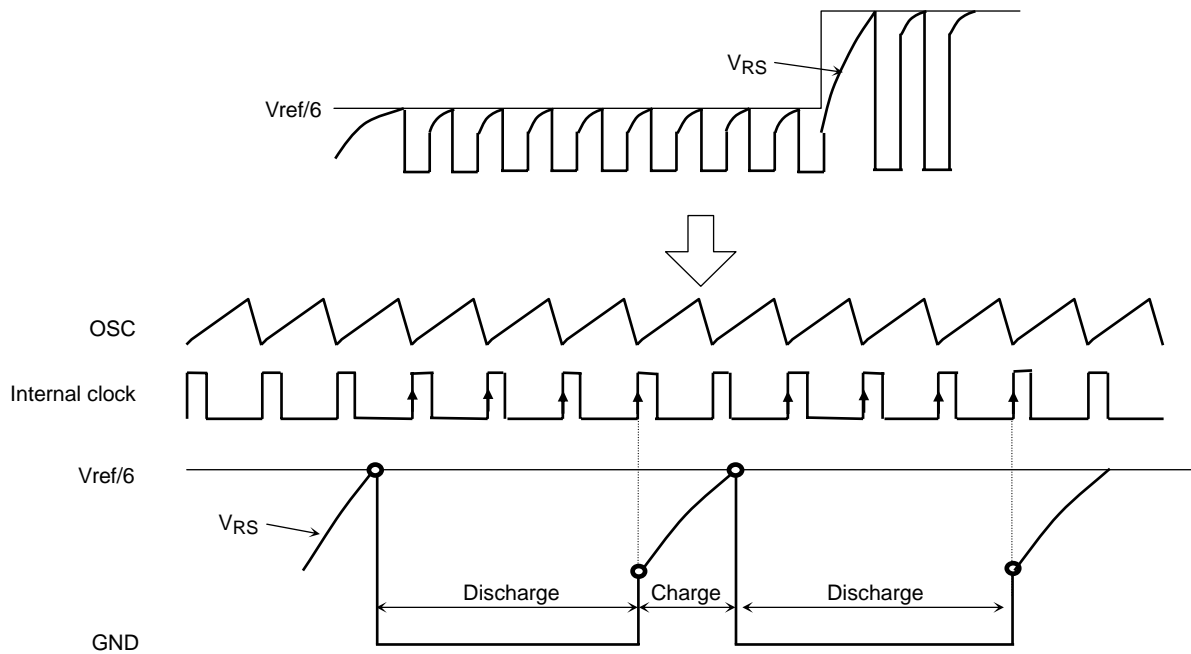 VRS
Vref/6
OSC
Internal clock
Vref/6
VRS
Discharge
Charge
Discharge
GND